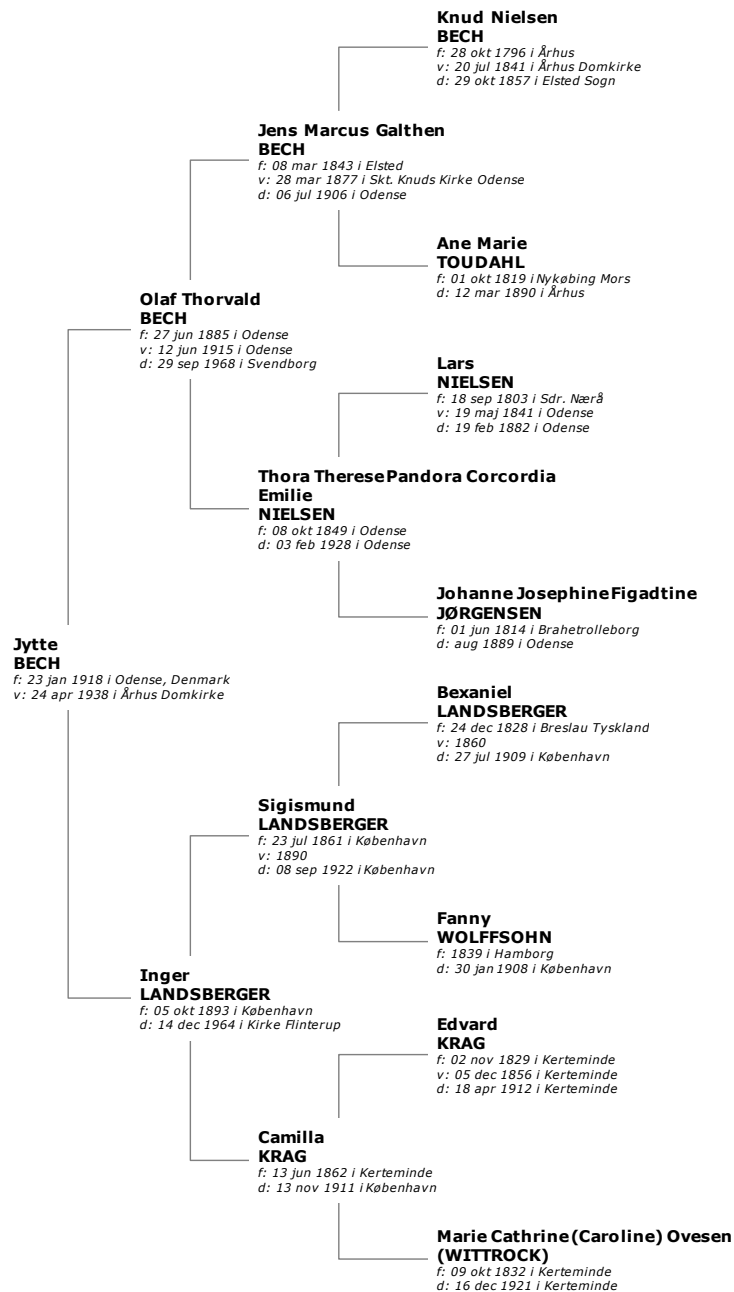 Knud Nielsen
BECH
f: 28 okt 1796 i Århus
v: 20 jul 1841 i Århus Domkirke
d: 29 okt 1857 i Elsted Sogn
Jens Marcus Galthen
BECH
f: 08 mar 1843 i Elsted
v: 28 mar 1877 i Skt. Knuds Kirke Odense
d: 06 jul 1906 i Odense
Ane Marie
TOUDAHL
f: 01 okt 1819 i Nykøbing Mors
d: 12 mar 1890 i Århus
Olaf Thorvald
BECH
f: 27 jun 1885 i Odense
v: 12 jun 1915 i Odense
d: 29 sep 1968 i Svendborg
Lars
NIELSEN
f: 18 sep 1803 i Sdr. Nærå
v: 19 maj 1841 i Odense
d: 19 feb 1882 i Odense
Thora Therese Pandora Corcordia
Emilie
NIELSEN
f: 08 okt 1849 i Odense
d: 03 feb 1928 i Odense
Johanne Josephine Figadtine
JØRGENSEN
f: 01 jun 1814 i Brahetrolleborg
d: aug 1889 i Odense
Jytte
BECH
f: 23 jan 1918 i Odense, Denmark
v: 24 apr 1938 i Århus Domkirke
Bexaniel
LANDSBERGER
f: 24 dec 1828 i Breslau Tyskland
v: 1860
d: 27 jul 1909 i København
Sigismund
LANDSBERGER
f: 23 jul 1861 i København
v: 1890
d: 08 sep 1922 i København
Fanny
WOLFFSOHN
f: 1839 i Hamborg
d: 30 jan 1908 i København
Inger
LANDSBERGER
f: 05 okt 1893 i København
d: 14 dec 1964 i Kirke Flinterup
Edvard
KRAG
f: 02 nov 1829 i Kerteminde
v: 05 dec 1856 i Kerteminde
d: 18 apr 1912 i Kerteminde
Camilla
KRAG
f: 13 jun 1862 i Kerteminde
d: 13 nov 1911 i København
Marie Cathrine (Caroline) Ovesen
(WITTROCK)
f: 09 okt 1832 i Kerteminde
d: 16 dec 1921 i Kerteminde